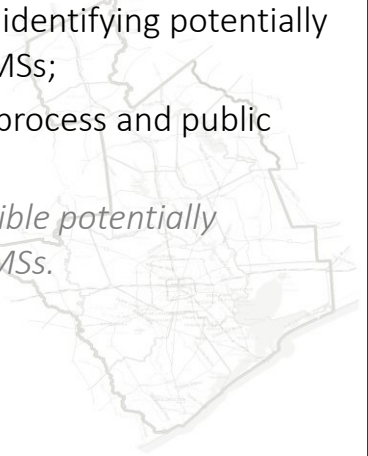 identifying potentially
MSs;
process and public
ible potentially
MSs.